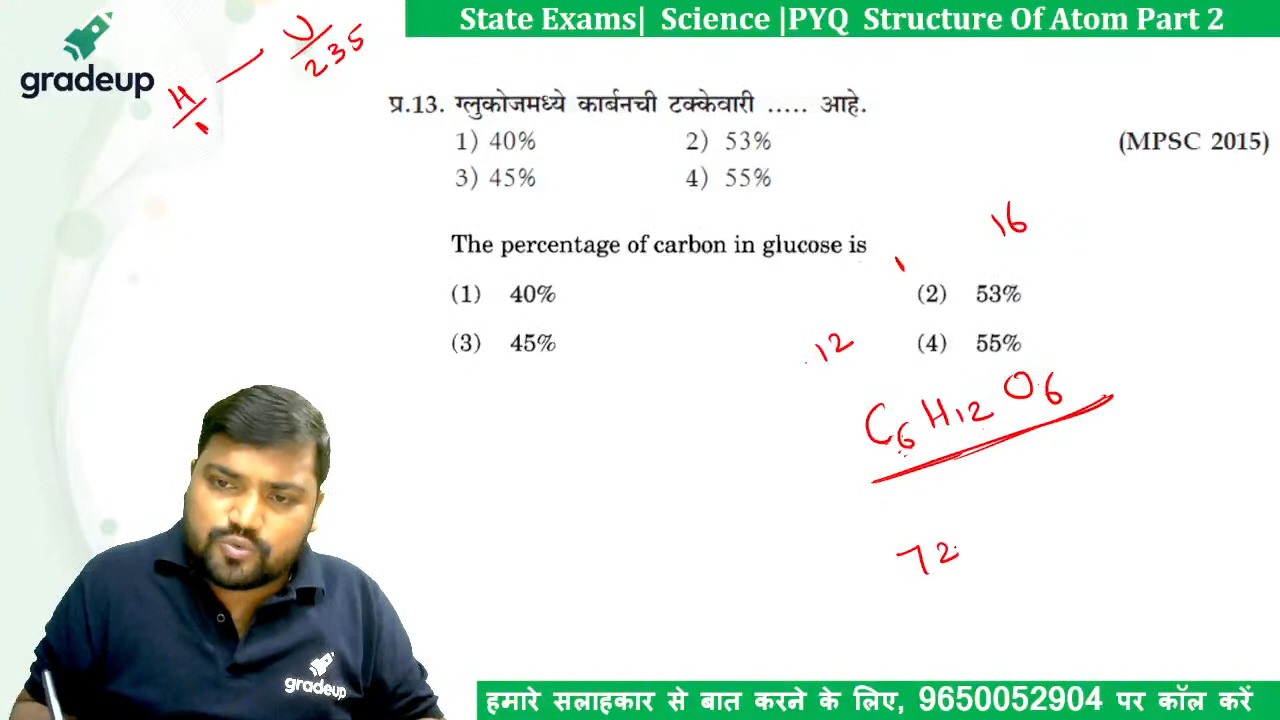 State Exams| Science |PYQ Structure Of Atom Part 2
gradeup
H/1 — U/235
प्र.13. ग्लुकोजमध्ये कार्बनची टक्केवारी ..... आहे.
1) 40% 2) 53%
(MPSC 2015)
3) 45% 4) 55%
16
The percentage of carbon in glucose is
1
(1) 40% (2) 53%
(3) 45% (4) 55%
12
C6H12O6
72
gradeup
हमारे सलाहकार से बात करने के लिए, 9650052904 पर कॉल करें